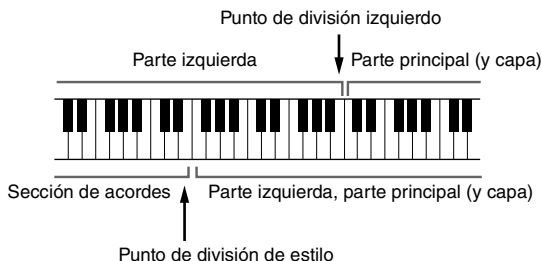 Punto de división izquierdo
Parte izquierda
Parte principal (y capa)
Sección de acordes
Parte izquierda, parte principal (y capa)
Punto de división de estilo